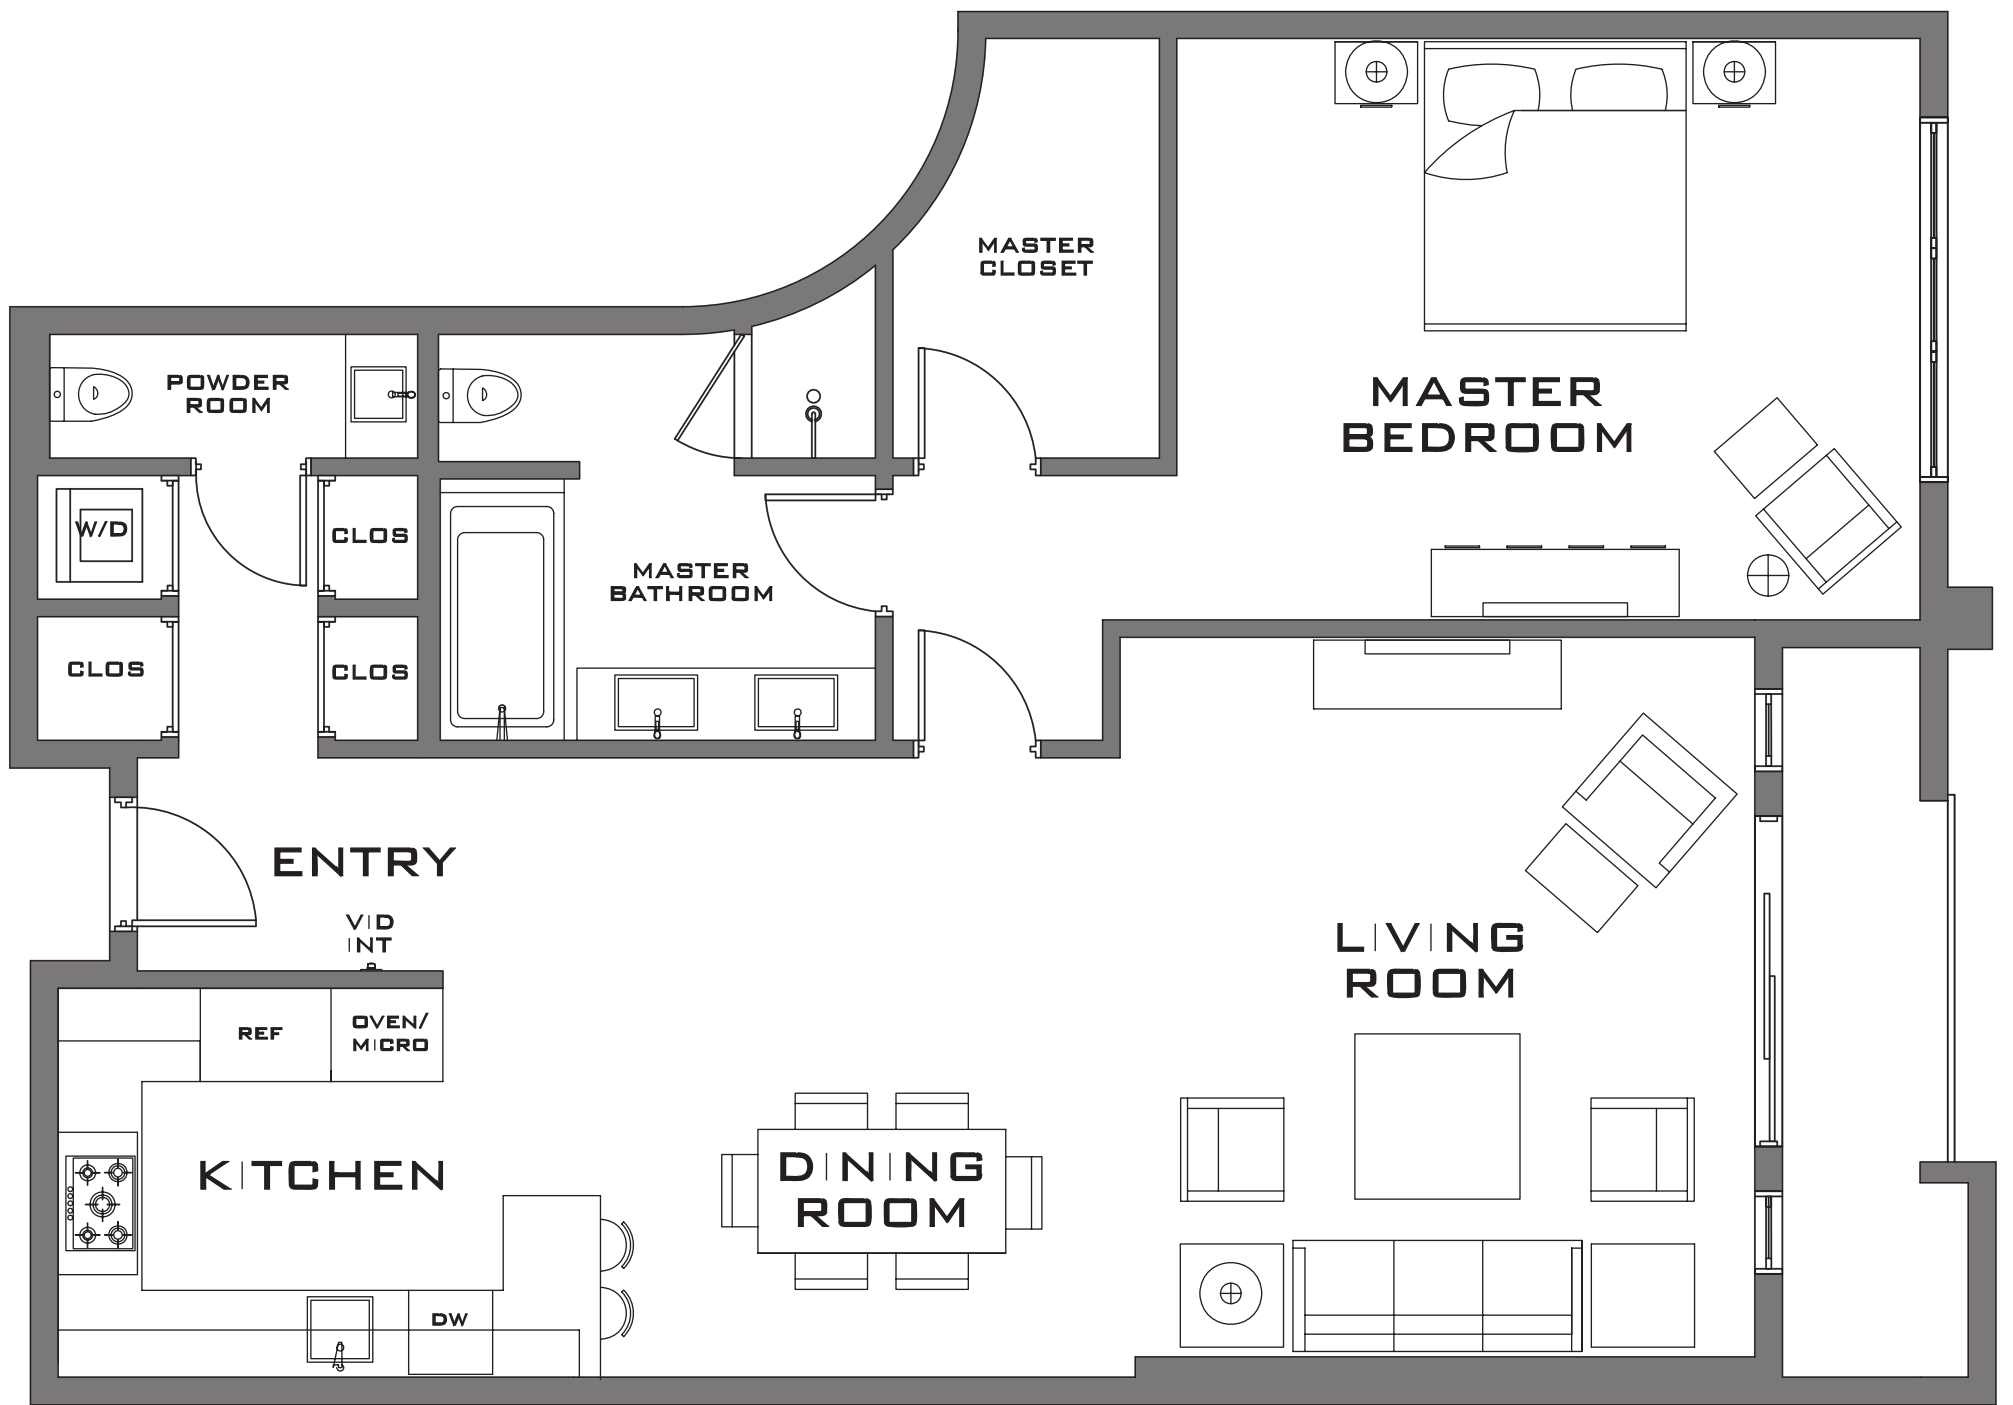 MASTER
CLOSET
POWDER
ROOM
MASTER
BEDROOM
W/D
CLOS
MASTER
BATHROOM
CLOS
CLOS
ENTRY
VID
INT
LIVING
ROOM
REF
OVEN/
MICRO
KITCHEN
DINING
ROOM
DW